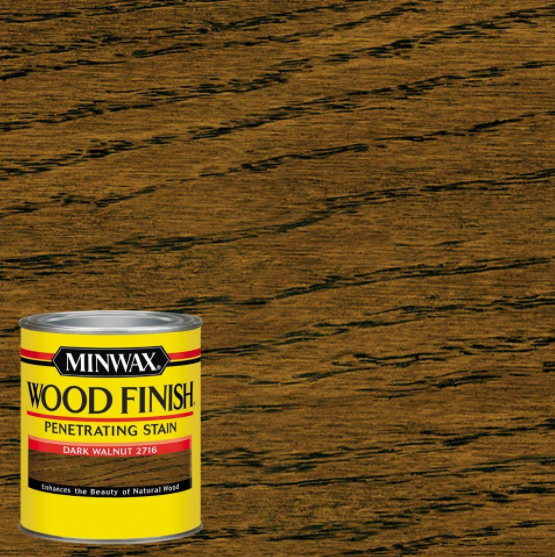 MINWAX®
WOOD FINISH®
PENETRATING STAIN
DARK WALNUT 2716
Enhances the Beauty of Natural Wood